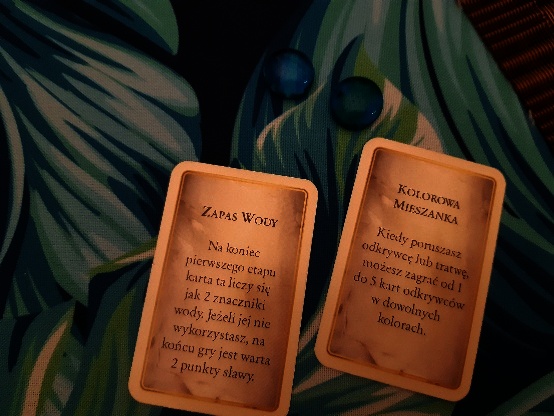 Zapas Wody
Na koniec
pierwszego etapu
karta ta liczy się
jak 2 znaczniki
wody. Jeżeli jej nie
wykorzystasz, na
końcu gry jest warta
2 punkty sławy.
Kolorowa
Mieszanka
Kiedy poruszasz
odkrywcę lub tratwę,
możesz zagrać od 1
do 5 kart odkrywców
w dowolnych
kolorach.